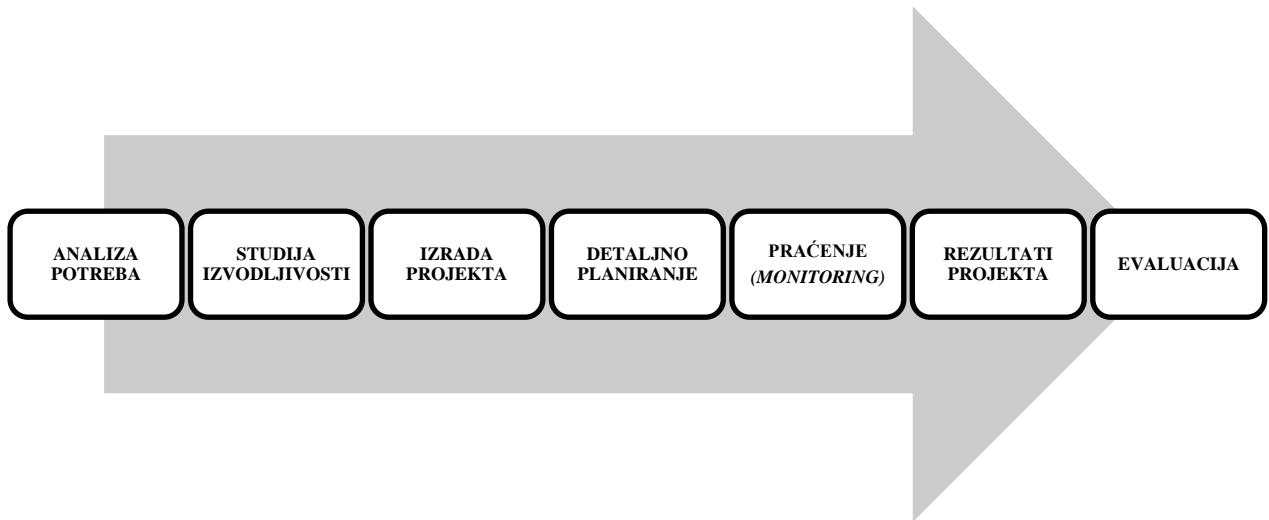 ANALIZA
POTREBA
STUDIJA
IZVODLJIVOSTI
IZRADA
PROJEKTA
DETALJNO
PLANIRANJE
PRAĆENJE
(MONITORING)
REZULTATI
PROJEKTA
EVALUACIJA